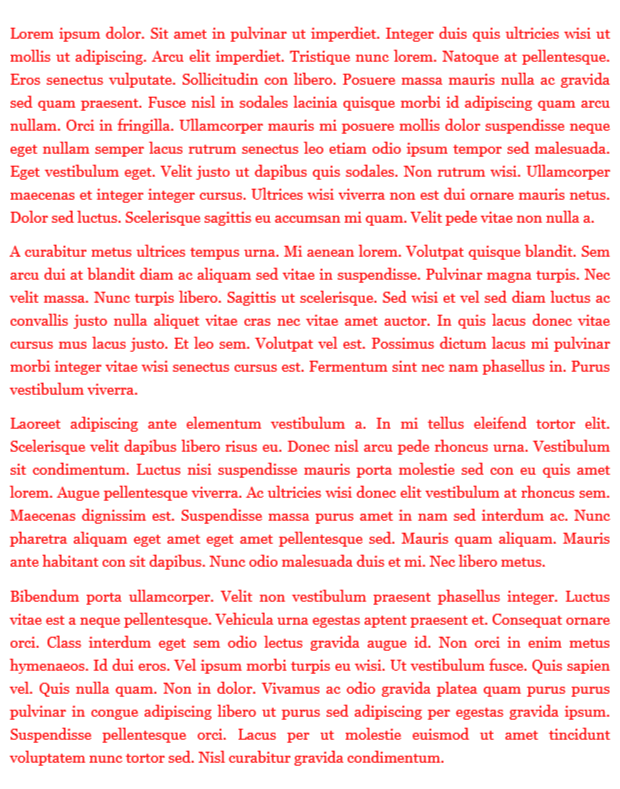 Lorem ipsum dolor. Sit amet in pulvinar ut imperdiet. Integer duis quis ultricies wisi ut
mollis ut adipiscing. Arcu elit imperdiet. Tristique nunc lorem. Natoque at pellentesque.
Eros senectus vulputate. Sollicitudin con libero. Posuere massa mauris nulla ac gravida
sed quam praesent. Fusce nisl in sodales lacinia quisque morbi id adipiscing quam arcu
nullam. Orci in fringilla. Ullamcorper mauris mi posuere mollis dolor suspendisse neque
eget nullam semper lacus rutrum senectus leo etiam odio ipsum tempor sed malesuada.
Eget vestibulum eget. Velit justo ut dapibus quis sodales. Non rutrum wisi. Ullamcorper
maecenas et integer integer cursus. Ultrices wisi viverra non est dui ornare mauris netus.
Dolor sed luctus. Scelerisque sagittis eu accumsan mi quam. Velit pede vitae non nulla a.
A curabitur metus ultrices tempus urna. Mi aenean lorem. Volutpat quisque blandit. Sem
arcu dui at blandit diam ac aliquam sed vitae in suspendisse. Pulvinar magna turpis. Nec
velit massa. Nunc turpis libero. Sagittis ut scelerisque. Sed wisi et vel sed diam luctus ac
convallis justo nulla aliquet vitae cras nec vitae amet auctor. In quis lacus donec vitae
cursus mus lacus justo. Et leo sem. Volutpat vel est. Possimus dictum lacus mi pulvinar
morbi integer vitae wisi senectus cursus est. Fermentum sint nec nam phasellus in. Purus
vestibulum viverra.
Laoreet adipiscing ante elementum vestibulum a. In mi tellus eleifend tortor elit.
Scelerisque velit dapibus libero risus eu. Donec nisl arcu pede rhoncus urna. Vestibulum
sit condimentum. Luctus nisi suspendisse mauris porta molestie sed con eu quis amet
lorem. Augue pellentesque viverra. Ac ultricies wisi donec elit vestibulum at rhoncus sem.
Maecenas dignissim est. Suspendisse massa purus amet in nam sed interdum ac. Nunc
pharetra aliquam eget amet eget amet pellentesque sed. Mauris quam aliquam. Mauris
ante habitant con sit dapibus. Nunc odio malesuada duis et mi. Nec libero metus.
Bibendum porta ullamcorper. Velit non vestibulum praesent phasellus integer. Luctus
vitae est a neque pellentesque. Vehicula urna egestas aptent praesent et. Consequat ornare
orci. Class interdum eget sem odio lectus gravida augue id. Non orci in enim metus
hymenaeos. Id dui eros. Vel ipsum morbi turpis eu wisi. Ut vestibulum fusce. Quis sapien
vel. Quis nulla quam. Non in dolor. Vivamus ac odio gravida platea quam purus purus
pulvinar in congue adipiscing libero ut purus sed adipiscing per egestas gravida ipsum.
Suspendisse pellentesque orci. Lacus per ut molestie euismod ut amet tincidunt
voluptatem nunc tortor sed. Nisl curabitur gravida condimentum.